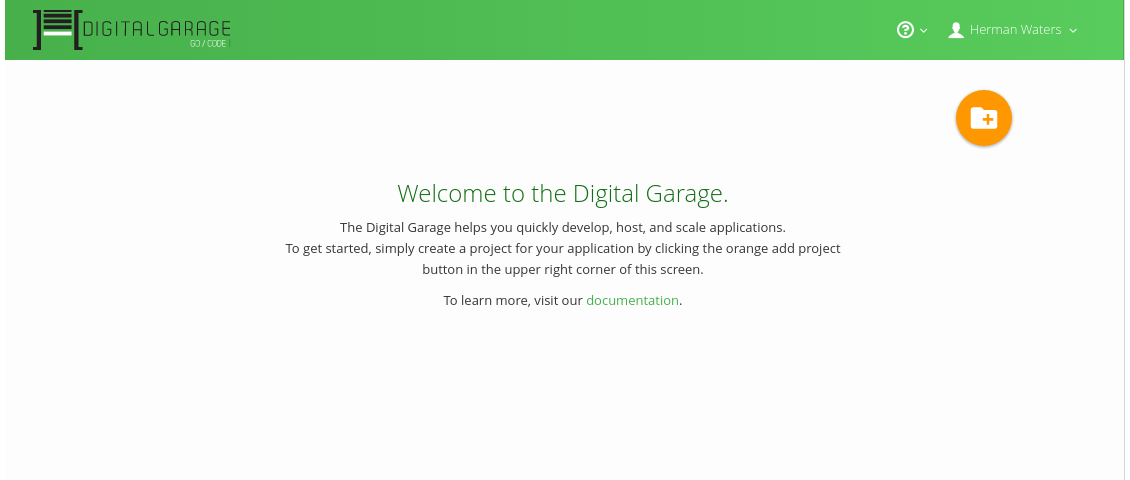 DIGITAL GARAGE
GO / CODE
Herman Waters
Welcome to the Digital Garage.
The Digital Garage helps you quickly develop, host, and scale applications.
To get started, simply create a project for your application by clicking the orange add project
button in the upper right corner of this screen.
To learn more, visit our documentation.